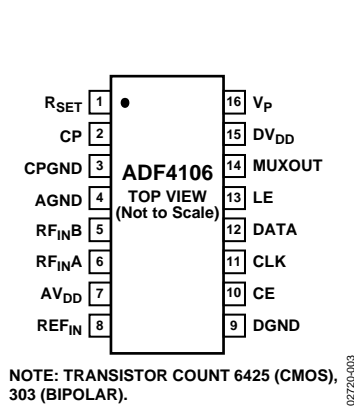 RSET 1
CP 2
CPGND 3
AGND 4
RFINB 5
RFINA 6
AVDD 7
REFIN 8
ADF4106
TOP VIEW
(Not to Scale)
16 VP
15 DVDD
14 MUXOUT
13 LE
12 DATA
11 CLK
10 CE
9 DGND
NOTE: TRANSISTOR COUNT 6425 (CMOS),
303 (BIPOLAR).
02720-003